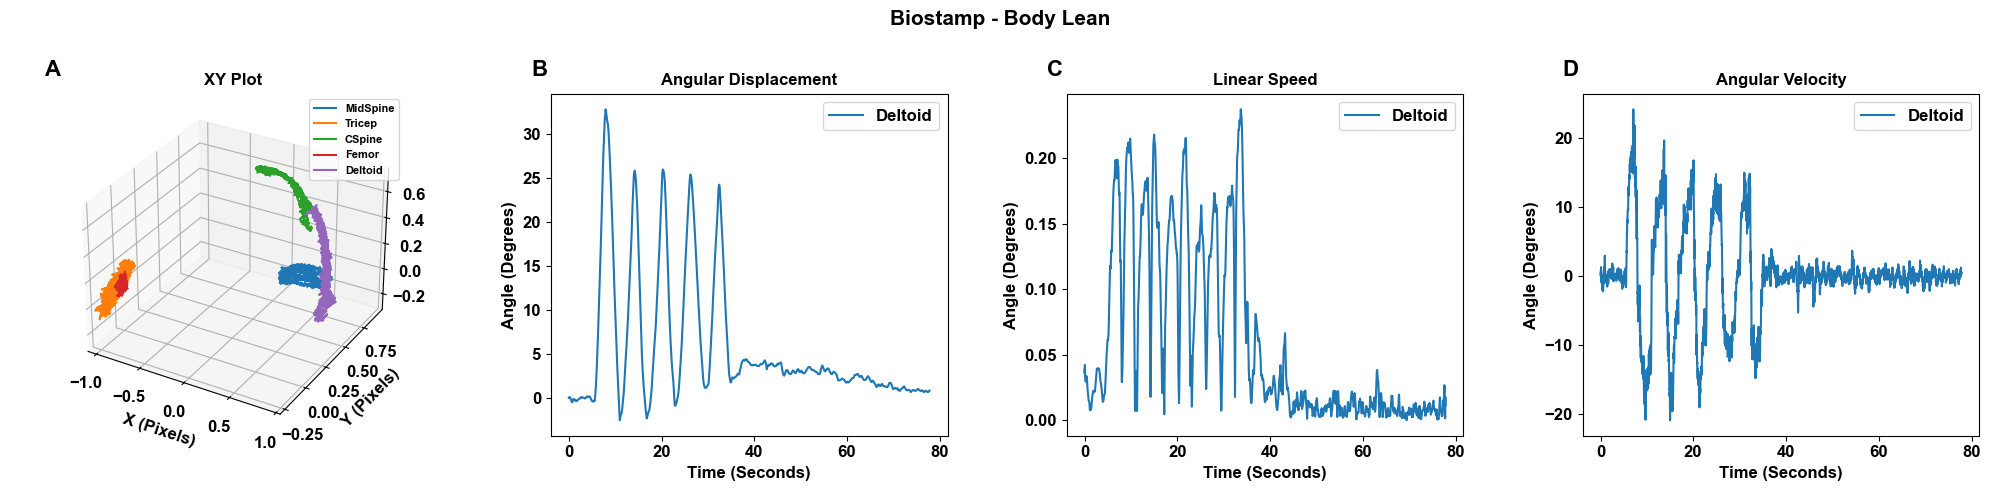 Biostamp - Body Lean
A
XY Plot
MidSpine
Tricep
CSpine
Femor
Deltoid
0.6
0.4
0.2
0.0
−0.2
−1.0
−0.5
0.0
0.5
1.0
X (Pixels)
−0.25
0.00
0.25
0.50
0.75
Y (Pixels)
B
Angular Displacement
Deltoid
30
25
20
15
10
5
0
Angle (Degrees)
0 20 40 60 80
Time (Seconds)
C
Linear Speed
Deltoid
0.20
0.15
0.10
0.05
0.00
Angle (Degrees)
0 20 40 60 80
Time (Seconds)
D
Angular Velocity
Deltoid
20
10
0
−10
−20
Angle (Degrees)
0 20 40 60 80
Time (Seconds)